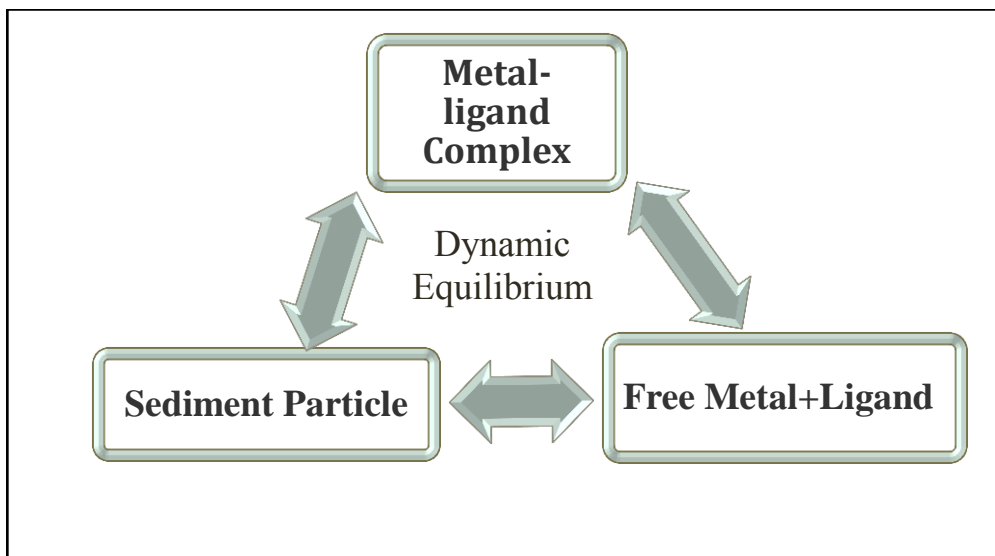 Metal-
ligand
Complex
Dynamic
Equilibrium
Sediment Particle
Free Metal+Ligand